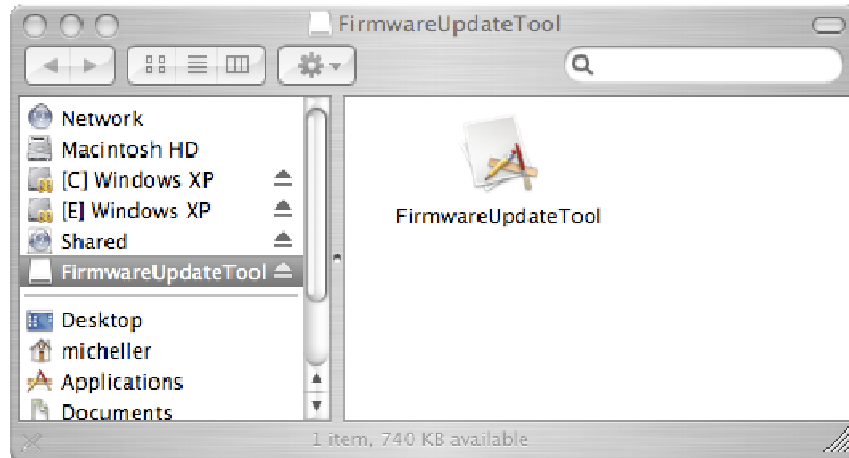 FirmwareUpdateTool
Network
Macintosh HD
[C] Windows XP
[E] Windows XP
Shared
FirmwareUpdateTool
Desktop
micheller
Applications
Documents
FirmwareUpdateTool
1 item, 740 KB available